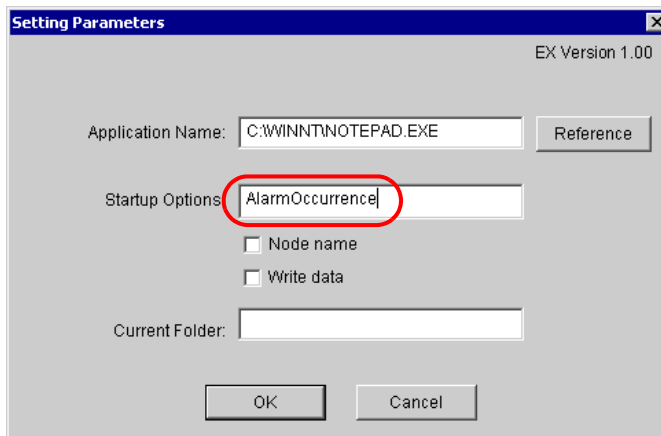 Setting Parameters
EX Version 1.00
Application Name: C:\WINNT\NOTEPAD.EXE Reference
Startup Options: AlarmOccurrence
Node name
Write data
Current Folder:
OK Cancel